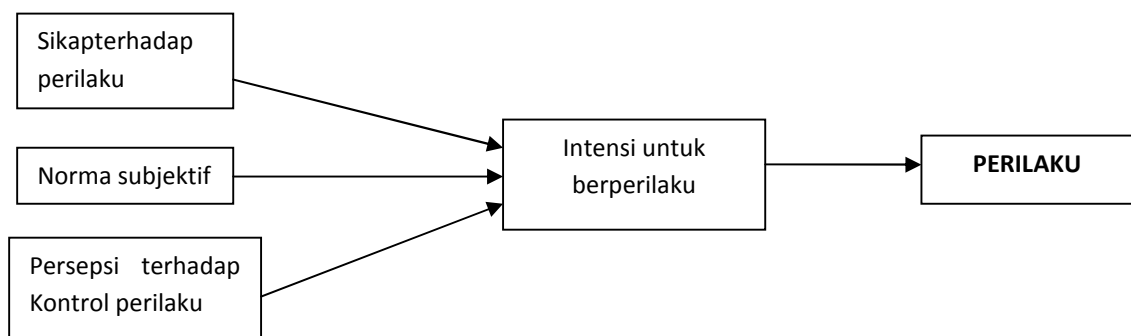 Sikapterhadap
perilaku
Norma subjektif
Persepsi terhadap
Kontrol perilaku
Intensi untuk
berperilaku
PERILAKU